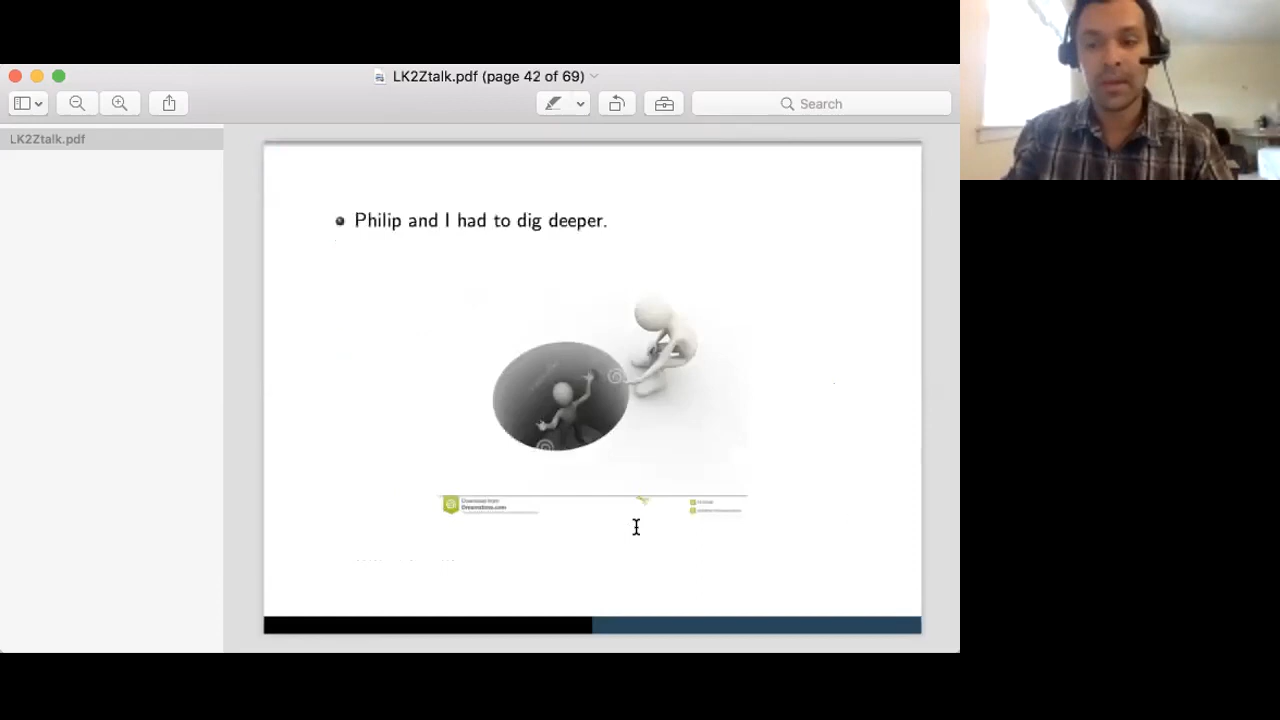 LK2Ztalk.pdf (page 42 of 69)
Search
LK2Ztalk.pdf
Philip and I had to dig deeper.
Download from
Dreamstime.com